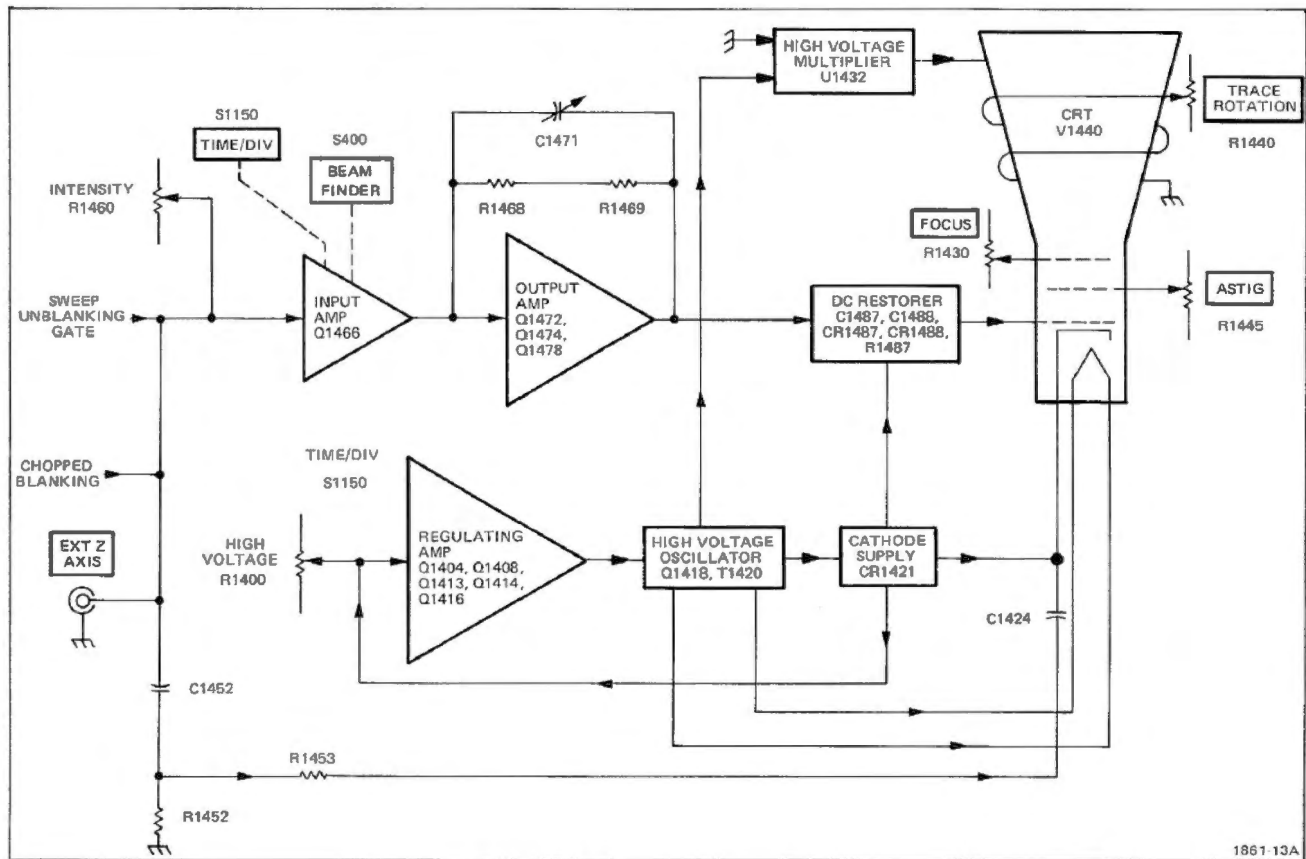 HIGH VOLTAGE
MULTIPLIER
U1432
TRACE
ROTATION
R1440
CRT
V1440
S1150
TIME/DIV
S400
BEAM
FINDER
C1471
R1468
R1469
INTENSITY
R1460
FOCUS
R1430
ASTIG
R1445
SWEEP
UNBLANKING
GATE
INPUT
AMP
Q1466
OUTPUT
AMP
Q1472,
Q1474,
Q1478
DC RESTORER
C1487, C1488,
CR1487, CR1488,
R1487
CHOPPED
BLANKING
TIME/DIV
S1150
EXT Z
AXIS
HIGH
VOLTAGE
R1400
REGULATING
AMP
Q1404, Q1408,
Q1413, Q1414,
Q1416
HIGH VOLTAGE
OSCILLATOR
Q1418, T1420
CATHODE
SUPPLY
CR1421
C1424
C1452
R1453
R1452
1861-13A